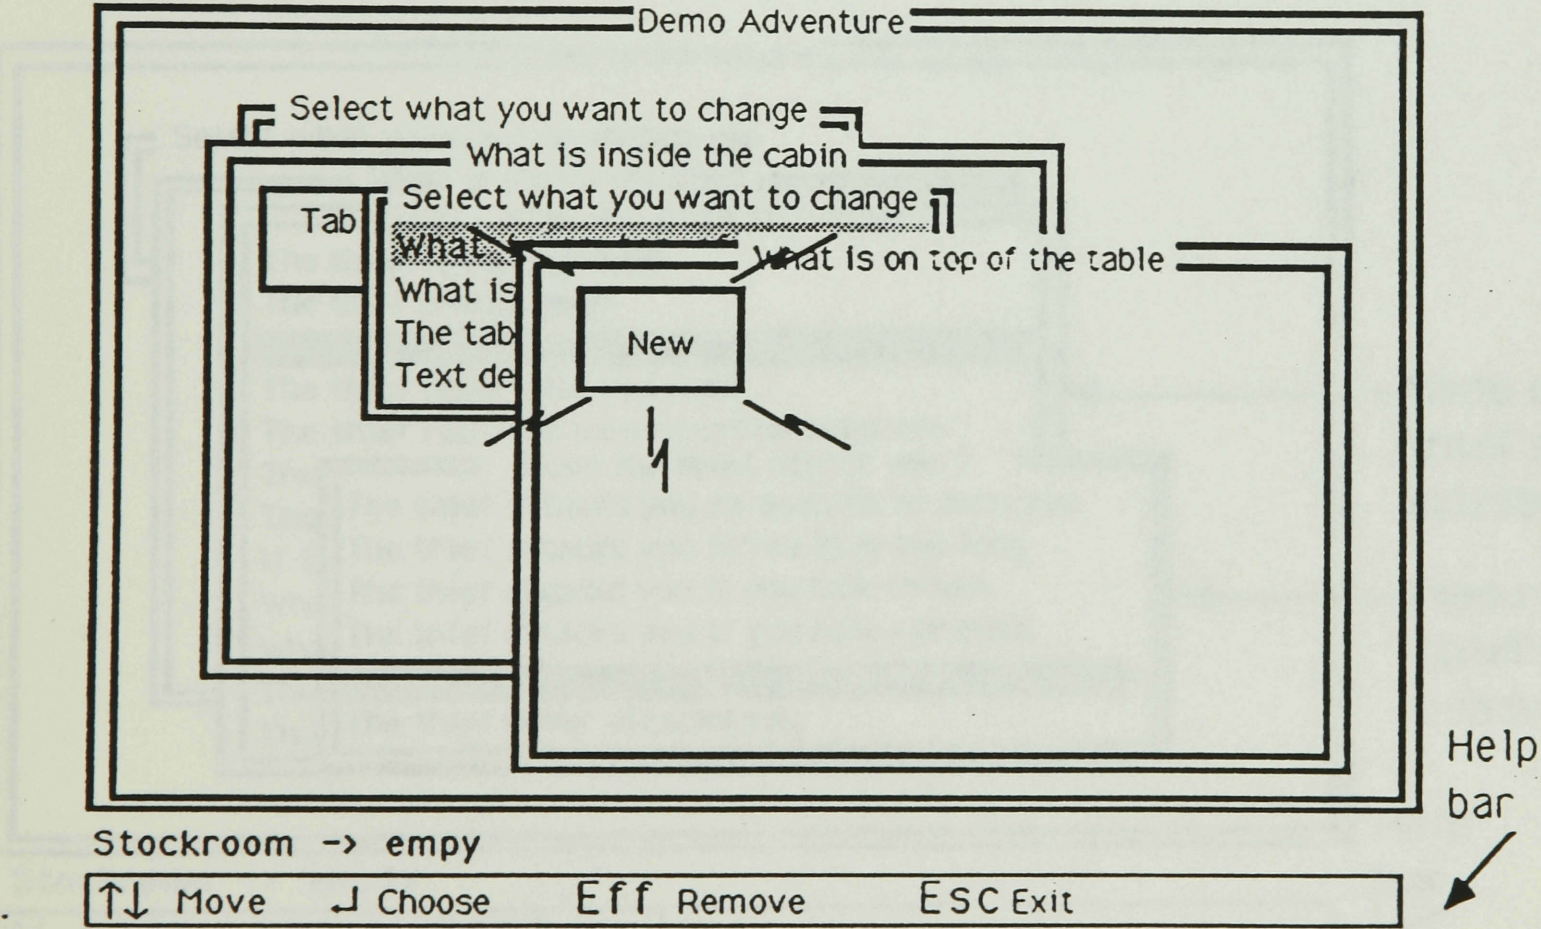 Demo Adventure
Select what you want to change
What is inside the cabin
Select what you want to change
Tab
What
What is on top of the table
What is
The tab
Text de
New
Help
bar
Stockroom -> empy
↑↓ Move ↵ Choose Eff Remove ESC Exit